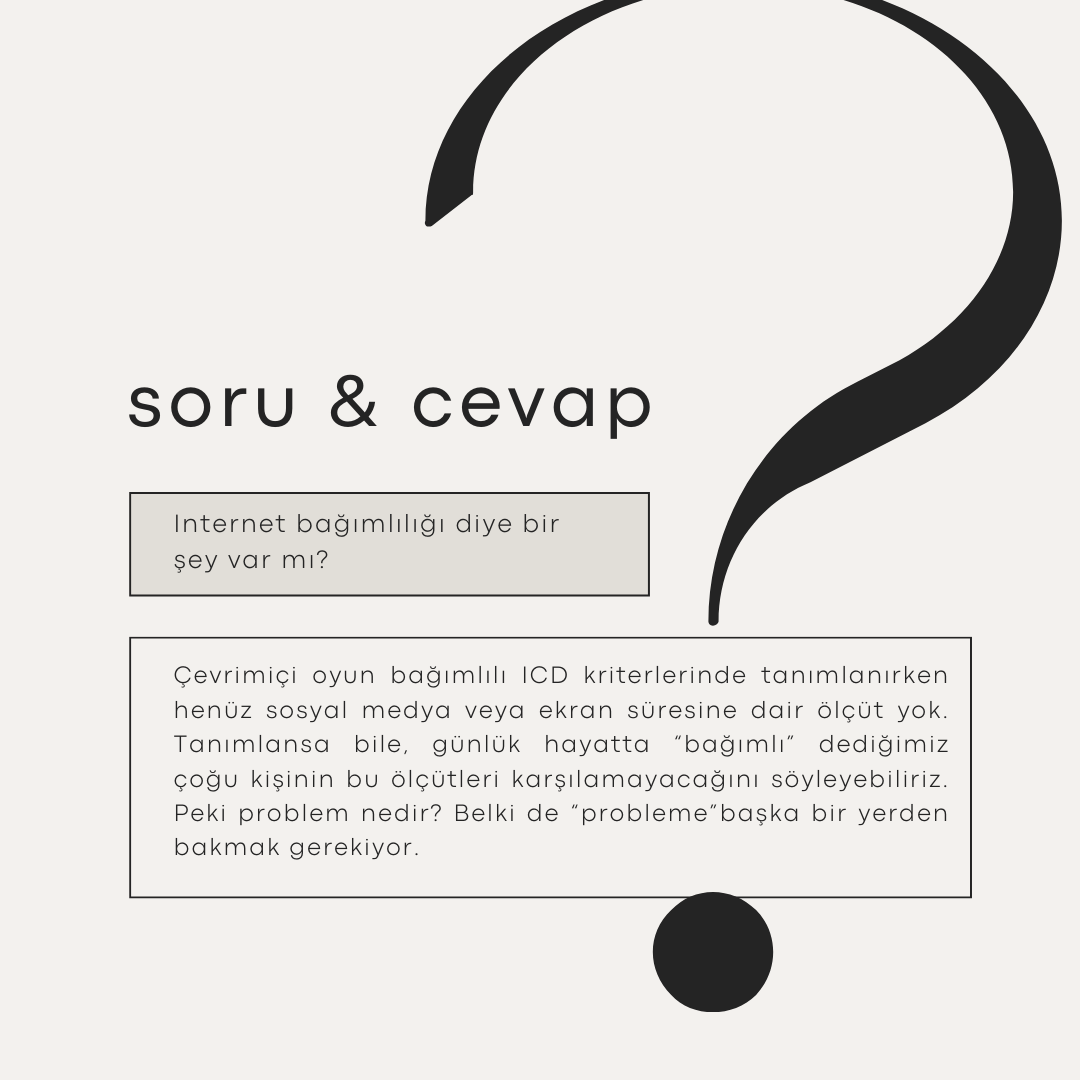 soru & cevap
Internet bağımlılığı diye bir
şey var mı?
Çevrimiçi oyun bağımlılı ICD kriterlerinde tanımlanırken
henüz sosyal medya veya ekran süresine dair ölçüt yok.
Tanımlansa bile, günlük hayatta “bağımlı” dediğimiz
çoğu kişinin bu ölçütleri karşılamayacağını söyleyebiliriz.
Peki problem nedir? Belki de “probleme”başka bir yerden
bakmak gerekiyor.